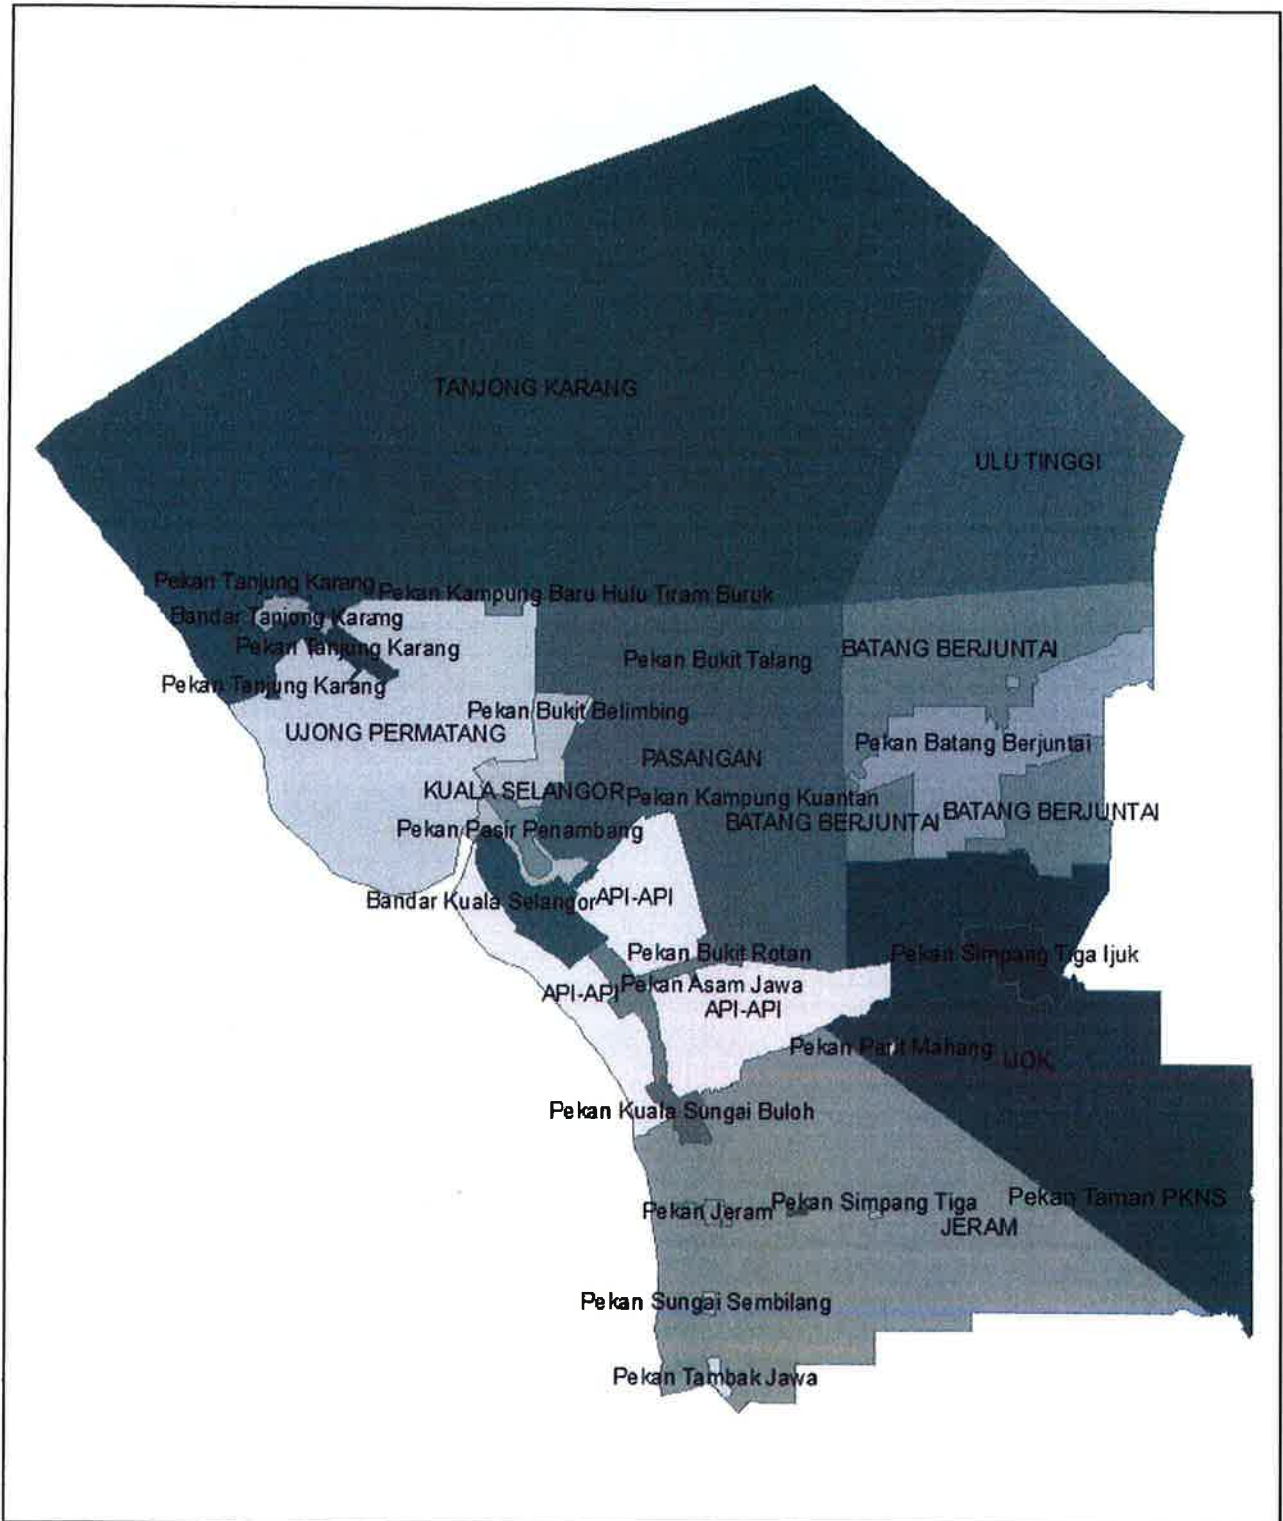 TANJONG KARANG
ULU TINGGI
Pekan Tanjung Karang
Pekan Kampung Baru Hulu Tiram Buruk
Bandar Tanjong Karang
Pekan Tanjung Karang
BATANG BERJUNTAI
Pekan Bukit Talang
Pekan Tanjung Karang
Pekan Bukit Belimbing
UJONG PERMATANG
Pekan Batang Berjuntai
PASANGAN
KUALA SELANGOR
Pekan Kampung Kuantan
BATANG BERJUNTAI
BATANG BERJUNTAI
Pekan Pasir Penambang
Bandar Kuala Selangor
API-API
Pekan Bukit Rotan
Pekan Simpang Tiga Ijuk
API-API
Pekan Asam Jawa
API-API
Pekan Parit Mahang
IJOK
Pekan Kuala Sungai Buloh
Pekan Jeram
Pekan Simpang Tiga
Pekan Taman PKNS
JERAM
Pekan Sungai Sembilang
Pekan Tambak Jawa